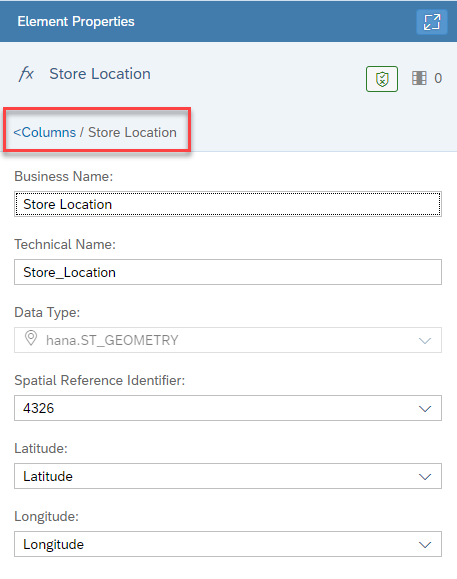 Element Properties
fx Store Location
0
<Columns / Store Location
Business Name:
Store Location
Technical Name:
Store_Location
Data Type:
hana.ST_GEOMETRY
Spatial Reference Identifier:
4326
Latitude:
Latitude
Longitude:
Longitude